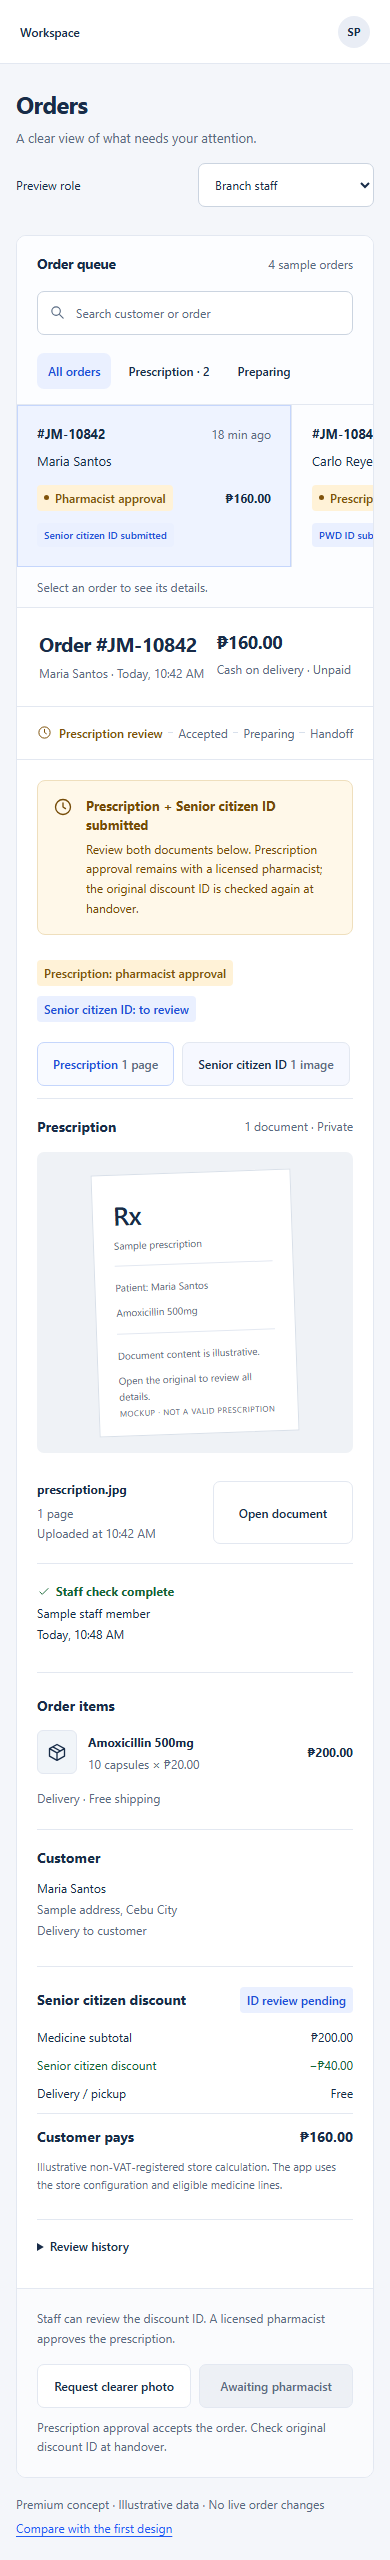 Workspace
SP
Orders
A clear view of what needs your attention.
Preview role
Branch staff
Order queue
4 sample orders
Search customer or order
All orders
Prescription · 2
Preparing
#JM-10842
18 min ago
Maria Santos
Pharmacist approval
₱160.00
Senior citizen ID submitted
#JM-1084
Carlo Reye
Prescrip
PWD ID sub
Select an order to see its details.
Order #JM-10842
₱160.00
Maria Santos · Today, 10:42 AM
Cash on delivery · Unpaid
Prescription review
Accepted
Preparing
Handoff
Prescription + Senior citizen ID
submitted
Review both documents below. Prescription
approval remains with a licensed pharmacist;
the original discount ID is checked again at
handover.
Prescription: pharmacist approval
Senior citizen ID: to review
Prescription 1 page
Senior citizen ID 1 image
Prescription
1 document · Private
Rx
Sample prescription
Patient: Maria Santos
Amoxicillin 500mg
Document content is illustrative.
Open the original to review all
details.
MOCKUP · NOT A VALID PRESCRIPTION
prescription.jpg
1 page
Uploaded at 10:42 AM
Open document
Staff check complete
Sample staff member
Today, 10:48 AM
Order items
Amoxicillin 500mg
10 capsules × ₱20.00
₱200.00
Delivery · Free shipping
Customer
Maria Santos
Sample address, Cebu City
Delivery to customer
Senior citizen discount
ID review pending
Medicine subtotal
₱200.00
Senior citizen discount
−₱40.00
Delivery / pickup
Free
Customer pays
₱160.00
Illustrative non-VAT-registered store calculation. The app uses
the store configuration and eligible medicine lines.
Review history
Staff can review the discount ID. A licensed pharmacist
approves the prescription.
Request clearer photo
Awaiting pharmacist
Prescription approval accepts the order. Check original
discount ID at handover.
Premium concept · Illustrative data · No live order changes
Compare with the first design